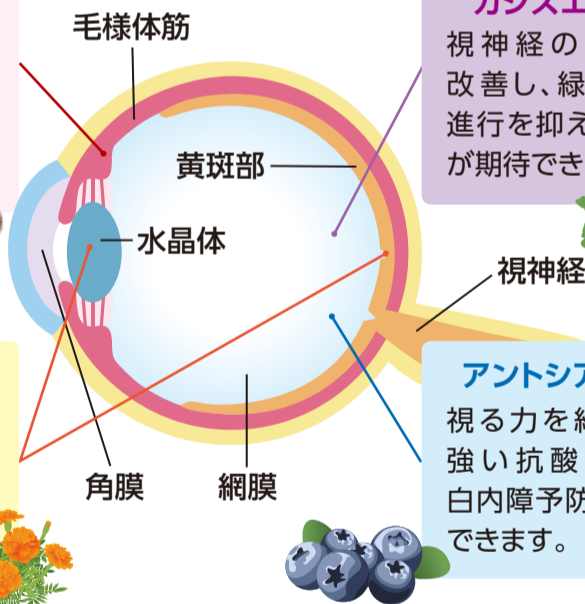 毛様体筋
黄斑部
水晶体
角膜
網膜
視神経
カシスエ
視神経の
改善し、緑
進行を抑え
が期待でき
アントシア
視る力を
強い抗酸
白内障予防
できます。